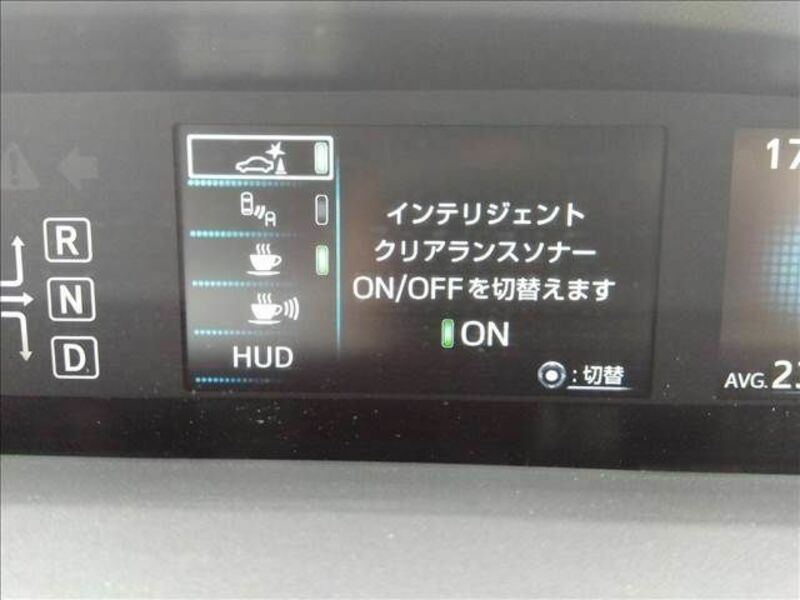 R
N
D
インテリジェント
クリアランスソナー
ON/OFFを切替えます
ON
:切替
HUD
17
AVG.23